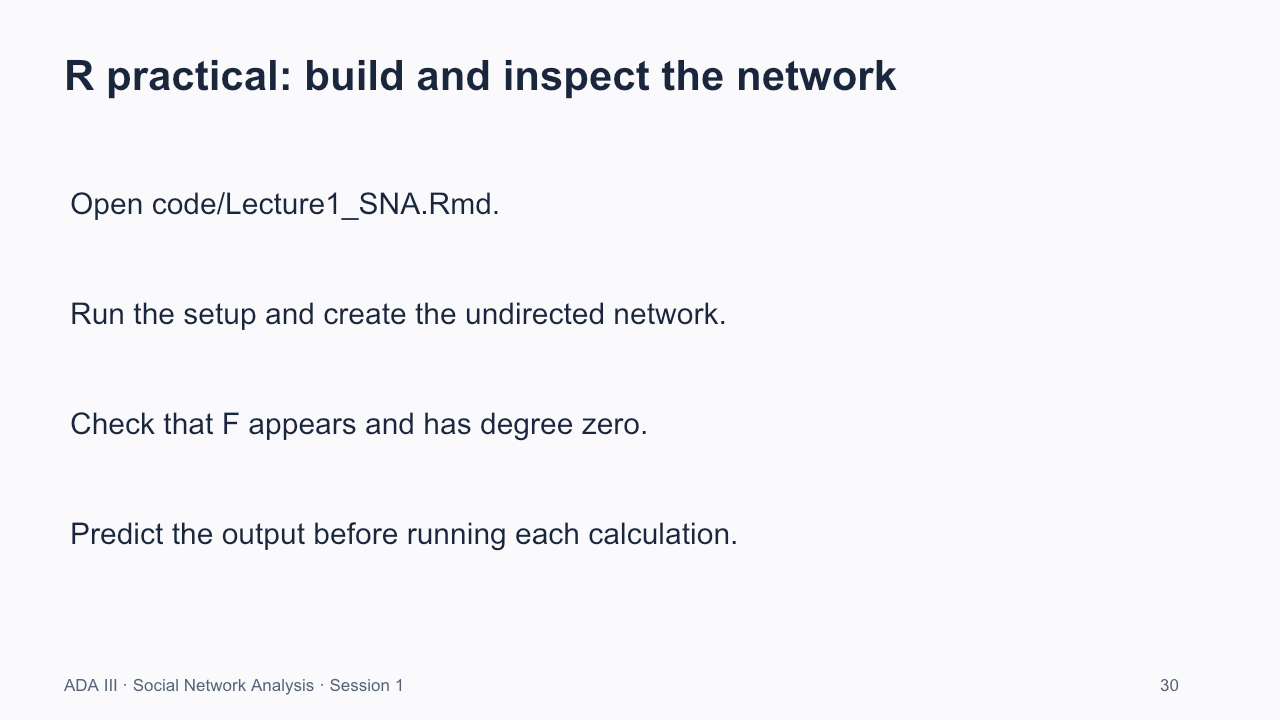 R practical: build and inspect the network
Open code/Lecture1_SNA.Rmd.
Run the setup and create the undirected network.
Check that F appears and has degree zero.
Predict the output before running each calculation.
ADA III · Social Network Analysis · Session 1
30